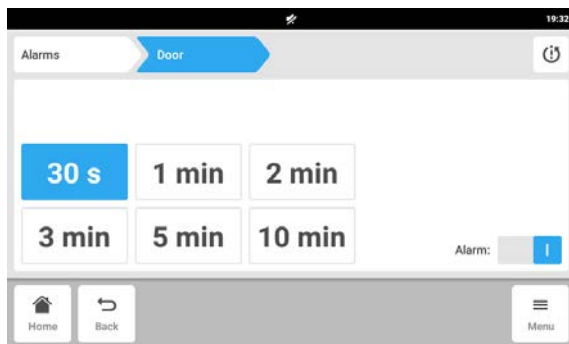 19:32
Alarms Door
30 s 1 min 2 min
3 min 5 min 10 min
Alarm: I
Home Back Menu